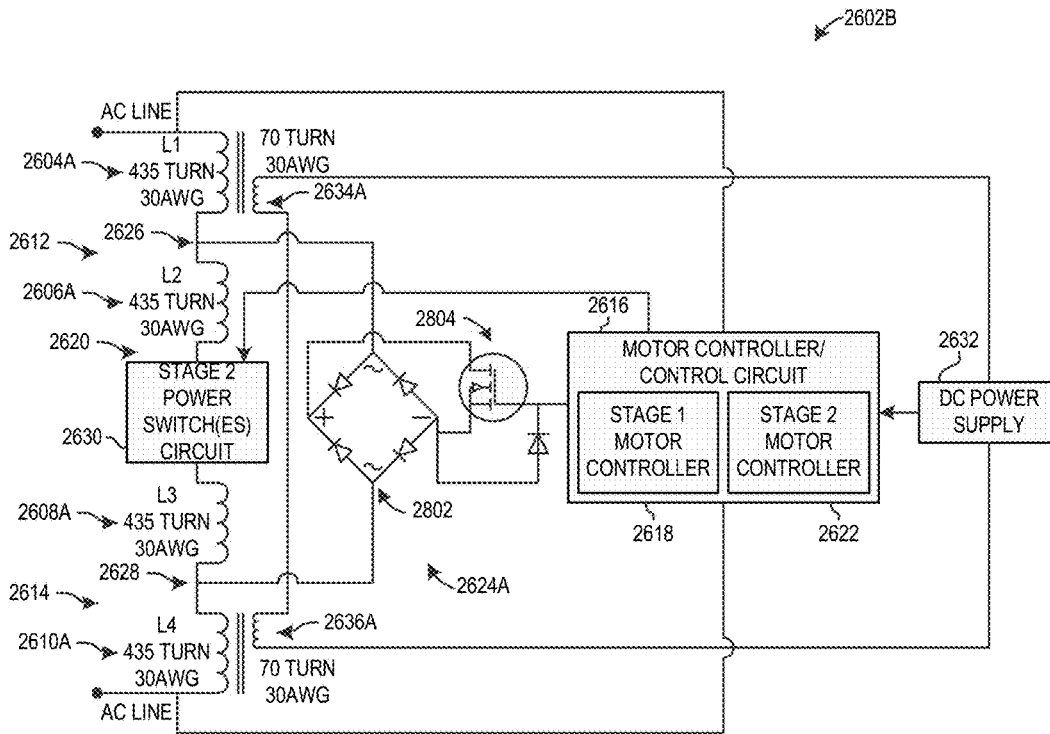 2602B
AC LINE
L1
435 TURN
30AWG
2604A
70 TURN
30AWG
2634A
2612
2626
L2
435 TURN
30AWG
2606A
2620
STAGE 2
POWER
SWITCH(ES)
CIRCUIT
2630
2804
2616
MOTOR CONTROLLER/
CONTROL CIRCUIT
STAGE 1
MOTOR
CONTROLLER
STAGE 2
MOTOR
CONTROLLER
2618
2622
2632
DC POWER
SUPPLY
~
+
−
~
2802
2624A
L3
435 TURN
30AWG
2608A
2628
2614
L4
435 TURN
30AWG
2610A
2636A
70 TURN
30AWG
AC LINE